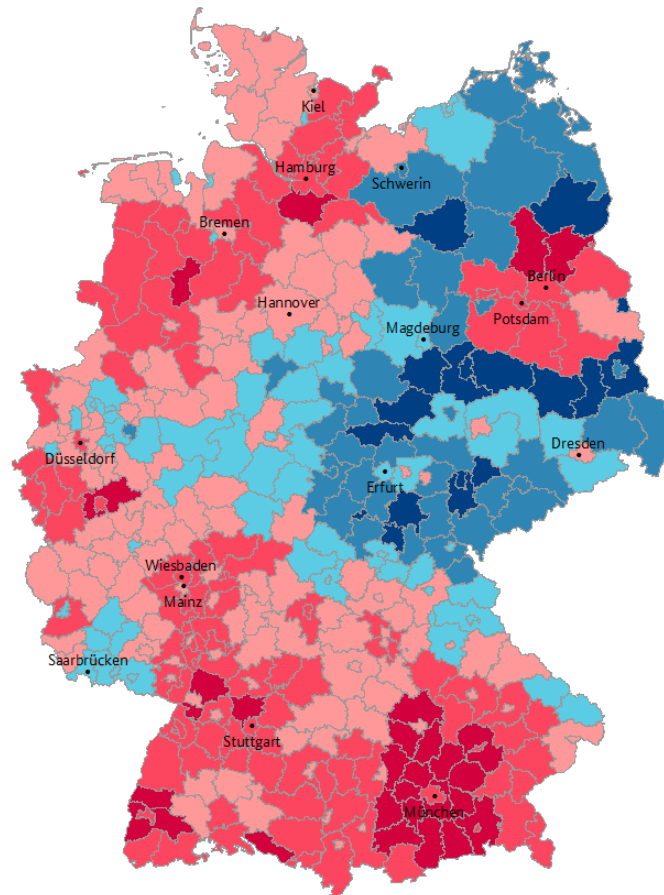 Kiel
Hamburg
Schwerin
Bremen
Berlin
Hannover
Potsdam
Magdeburg
Düsseldorf
Dresden
Erfurt
Wiesbaden
Mainz
Saarbrücken
Stuttgart
München